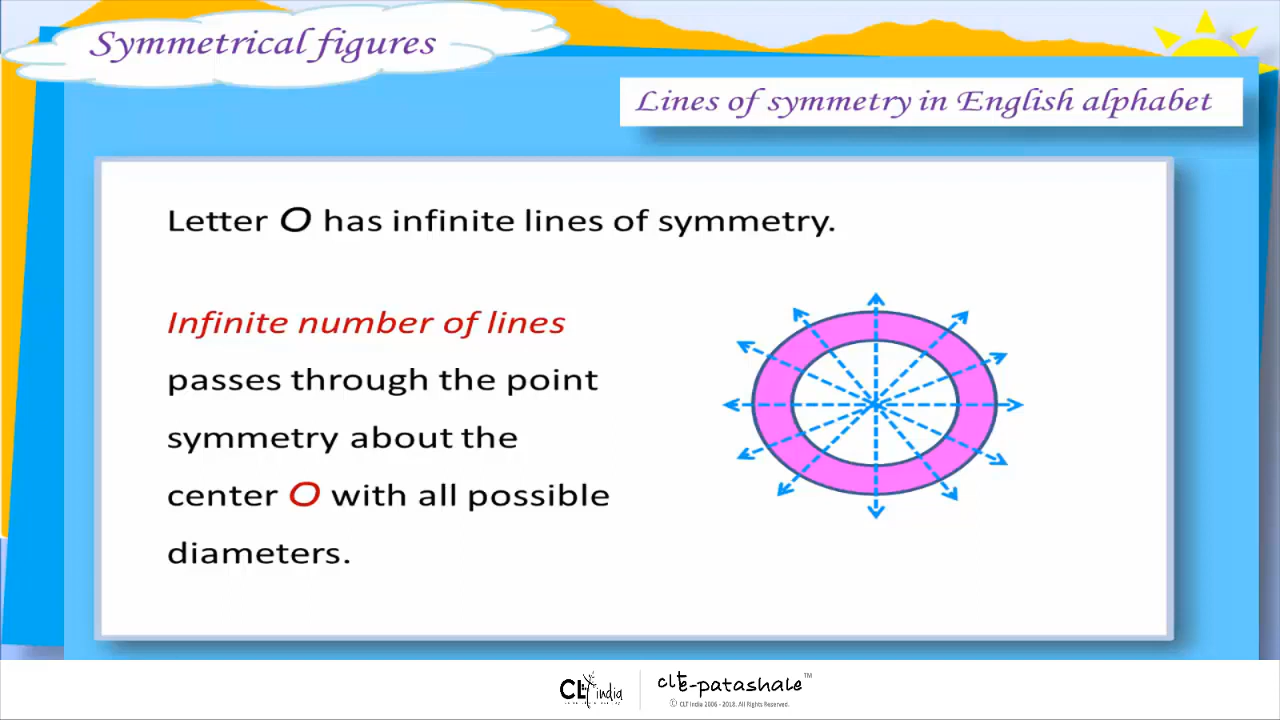 Symmetrical figures
Lines of symmetry in English alphabet
Letter O has infinite lines of symmetry.
Infinite number of lines
passes through the point
symmetry about the
center O with all possible
diameters.
CLT india
clt e-patashale™
© CLT India 2006 - 2018. All Rights Reserved.